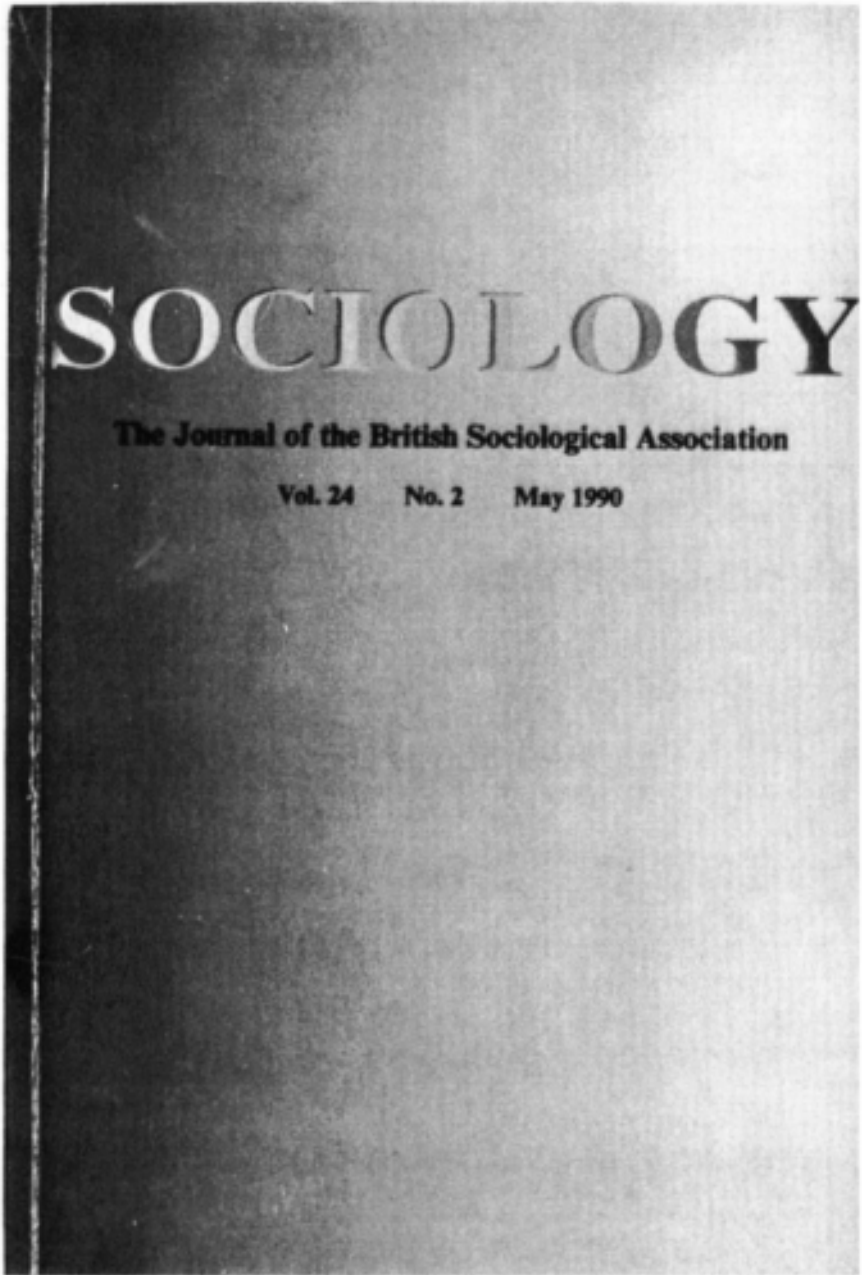 SOCIOLOGY
The Journal of the British Sociological Association
Vol. 24 No. 2 May 1990